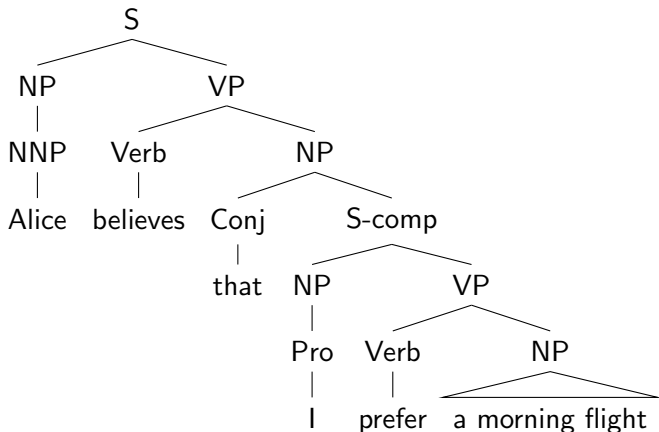 S
NP VP
NNP Verb NP
Alice believes Conj S-comp
that NP VP
Pro Verb NP
I prefer a morning flight